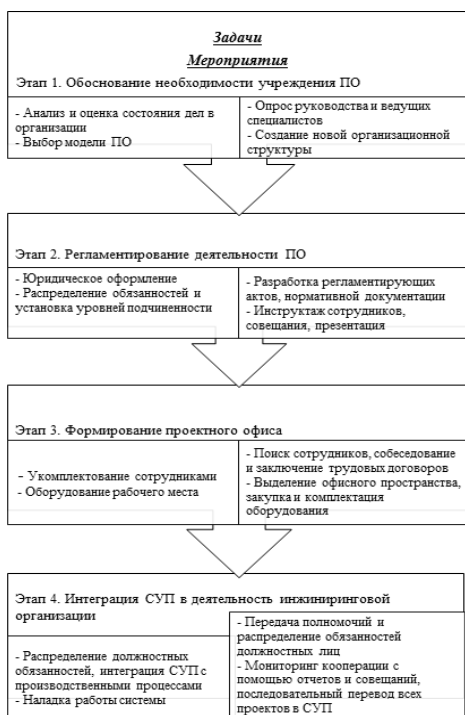 Задачи
Мероприятия
Этап 1. Обоснование необходимости учреждения ПО
- Анализ и оценка состояния дел в
организации
- Выбор модели ПО
- Опрос руководства и ведущих
специалистов
- Создание новой организационной
структуры
Этап 2. Регламентирование деятельности ПО
- Юридическое оформление
- Распределение обязанностей и
установка уровней подчиненности
- Разработка регламентирующих
актов, нормативной документации
- Инструктаж сотрудников,
совещания, презентация
Этап 3. Формирование проектного офиса
- Укомплектование сотрудниками
- Оборудование рабочего места
- Поиск сотрудников, собеседование
и заключение трудовых договоров
- Выделение офисного пространства,
закупка и комплектация
оборудования
Этап 4. Интеграция СУП в деятельность инжиниринговой
организации
- Распределение должностных
обязанностей, интеграция СУП с
производственными процессами
- Наладка работы системы
- Передача полномочий и
распределение обязанностей
должностных лиц
- Мониторинг кооперации с
помощью отчетов и совещаний,
последовательный перевод всех
проектов в СУП